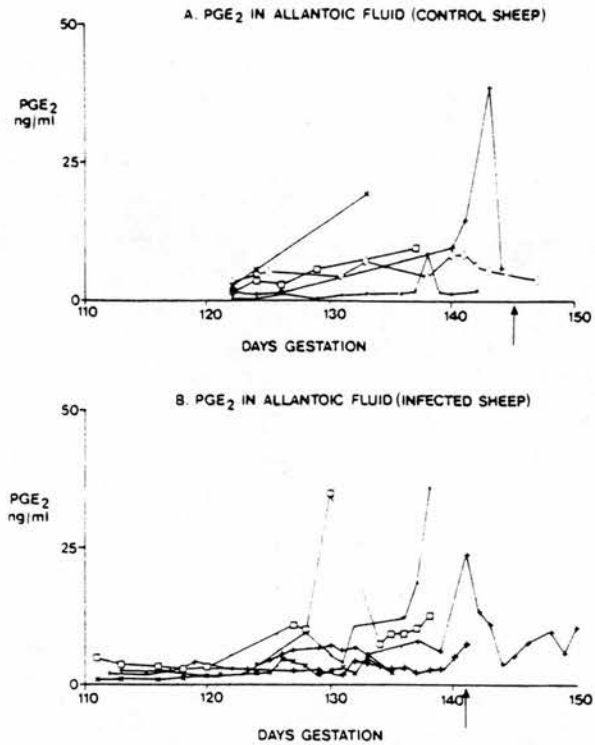 A. PGE2 IN ALLANTOIC FLUID (CONTROL SHEEP)
50
PGE2
ng/ml
25
0
110
120
130
140
150
DAYS GESTATION
B. PGE2 IN ALLANTOIC FLUID (INFECTED SHEEP)
50
PGE2
ng/ml
25
0
110
120
130
140
150
DAYS GESTATION